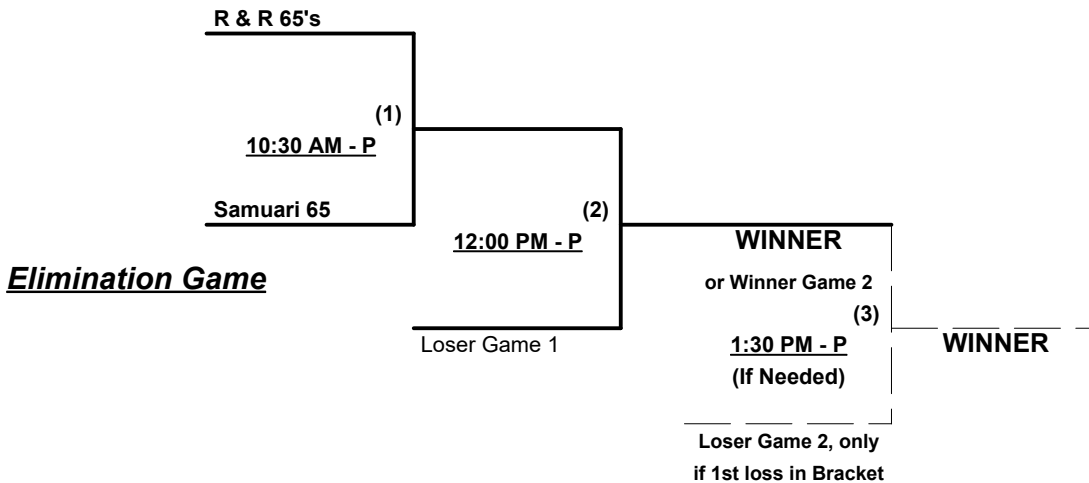 R & R 65's
(1)
10:30 AM - P
Samuari 65
(2)
12:00 PM - P
WINNER
Elimination Game
or Winner Game 2
(3)
Loser Game 1
1:30 PM - P
WINNER
(If Needed)
Loser Game 2, only
if 1st loss in Bracket